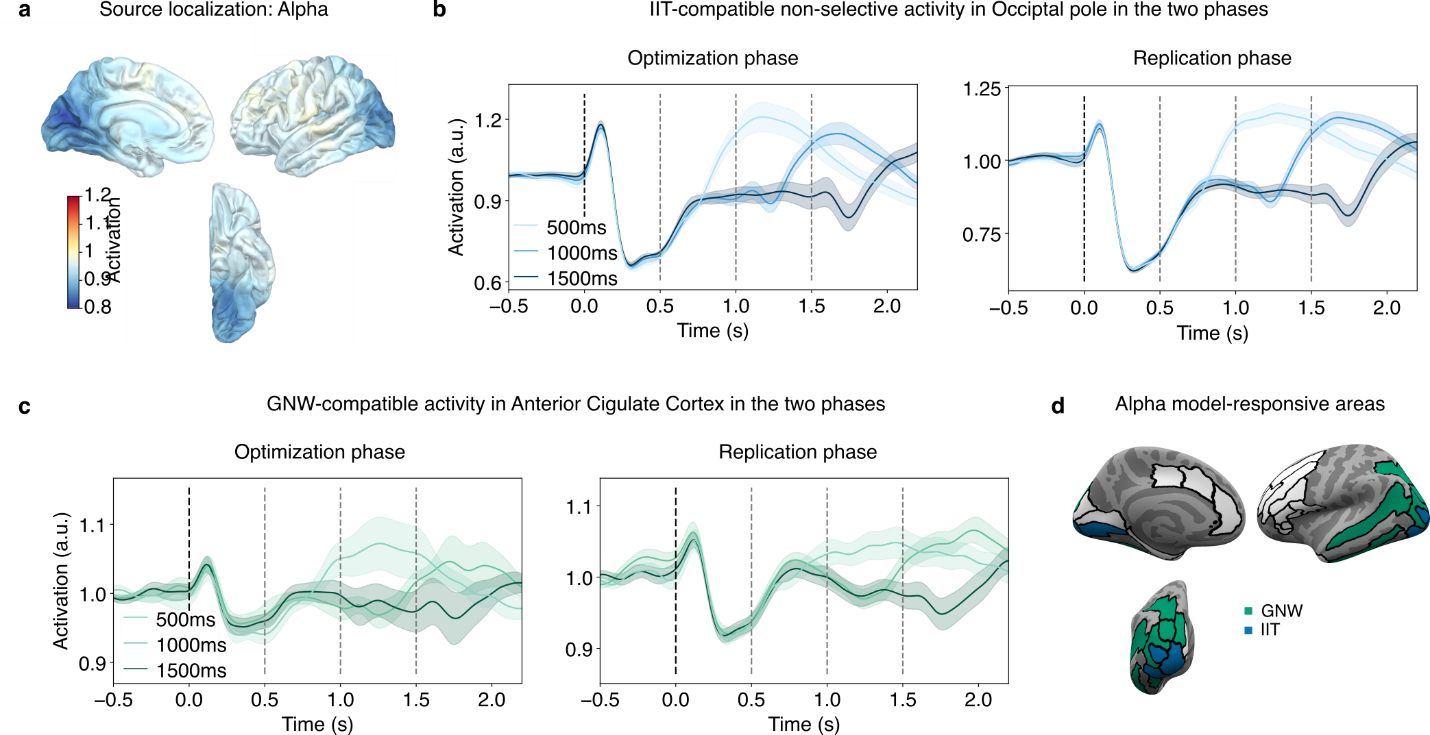 a
Source localization: Alpha
1.2
1.1
1
0.9
0.8
Activation
b
IIT-compatible non-selective activity in Occiptal pole in the two phases
Optimization phase
Activation (a.u.)
1.2
0.9
0.6
500ms
1000ms
1500ms
−0.5 0.0 0.5 1.0 1.5 2.0
Time (s)
Replication phase
1.25
1.00
0.75
−0.5 0.0 0.5 1.0 1.5 2.0
Time (s)
c
GNW-compatible activity in Anterior Cigulate Cortex in the two phases
Optimization phase
Activation (a.u.)
1.1
1.0
0.9
500ms
1000ms
1500ms
−0.5 0.0 0.5 1.0 1.5 2.0
Time (s)
Replication phase
1.1
1.0
0.9
−0.5 0.0 0.5 1.0 1.5 2.0
Time (s)
d
Alpha model-responsive areas
GNW
IIT